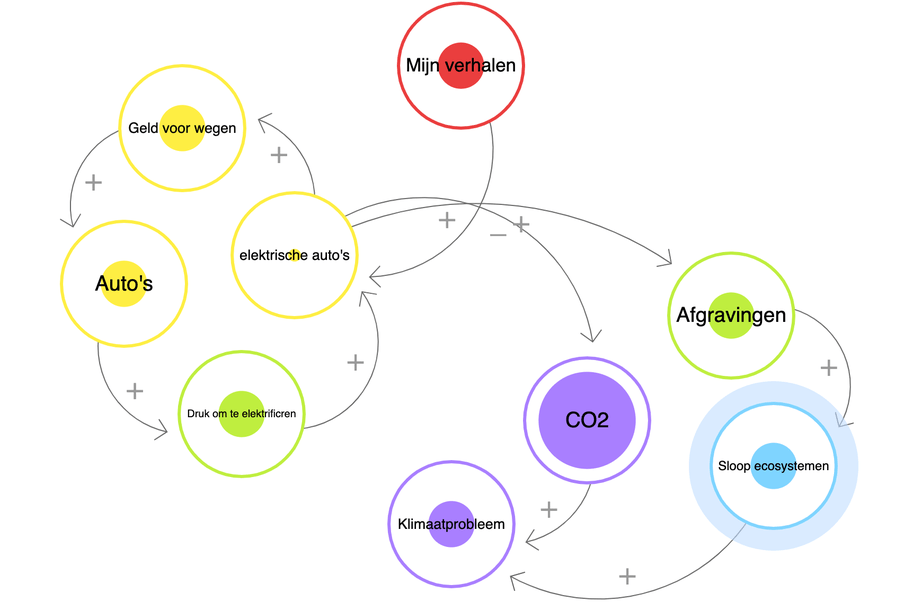 Mijn verhalen
Geld voor wegen
+
+
+
+
–
elektrische auto's
Auto's
Afgravingen
+
+
+
Druk om te elektrificren
CO2
Sloop ecosystemen
+
Klimaatprobleem
+